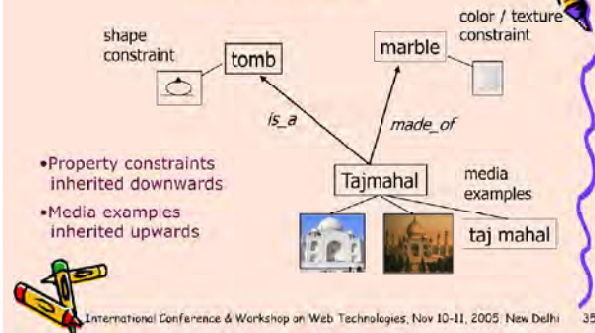 shape
constraint
tomb
marble
color / texture
constraint
is_a
made_of
•Property constraints
inherited downwards
•Media examples
inherited upwards
Tajmahal
media
examples
taj mahal
International Conference & Workshop on Web Technologies, Nov 10-11, 2005 New Delhi 35